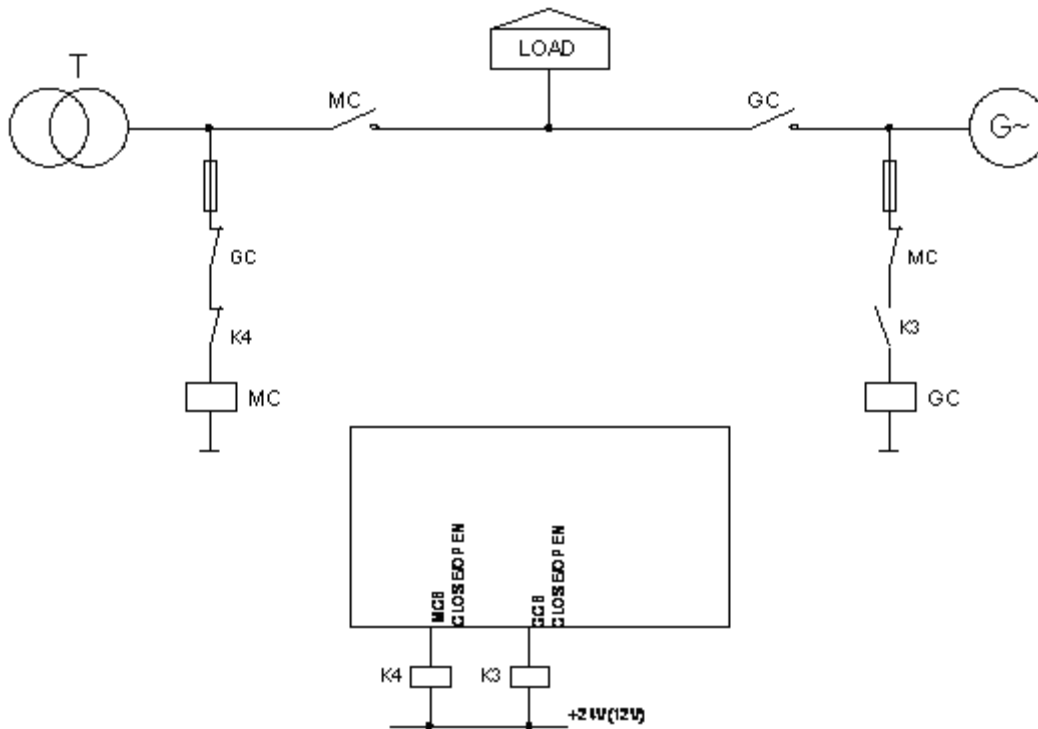 LOAD
T
MC
GC
G~
GC
MC
K4
K3
MC
GC
MCB
CLOSE/OPEN
GCB
CLOSE/OPEN
K4
K3
+24V(12V)